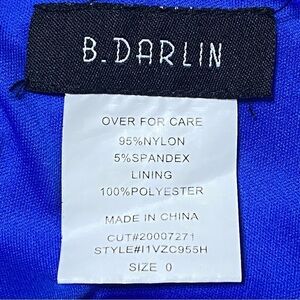 B.DARLIN
OVER FOR CARE
95%NYLON
5%SPANDEX
LINING
100%POLYESTER
MADE IN CHINA
CUT#20007271
STYLE#I1VZC955H
SIZE 0